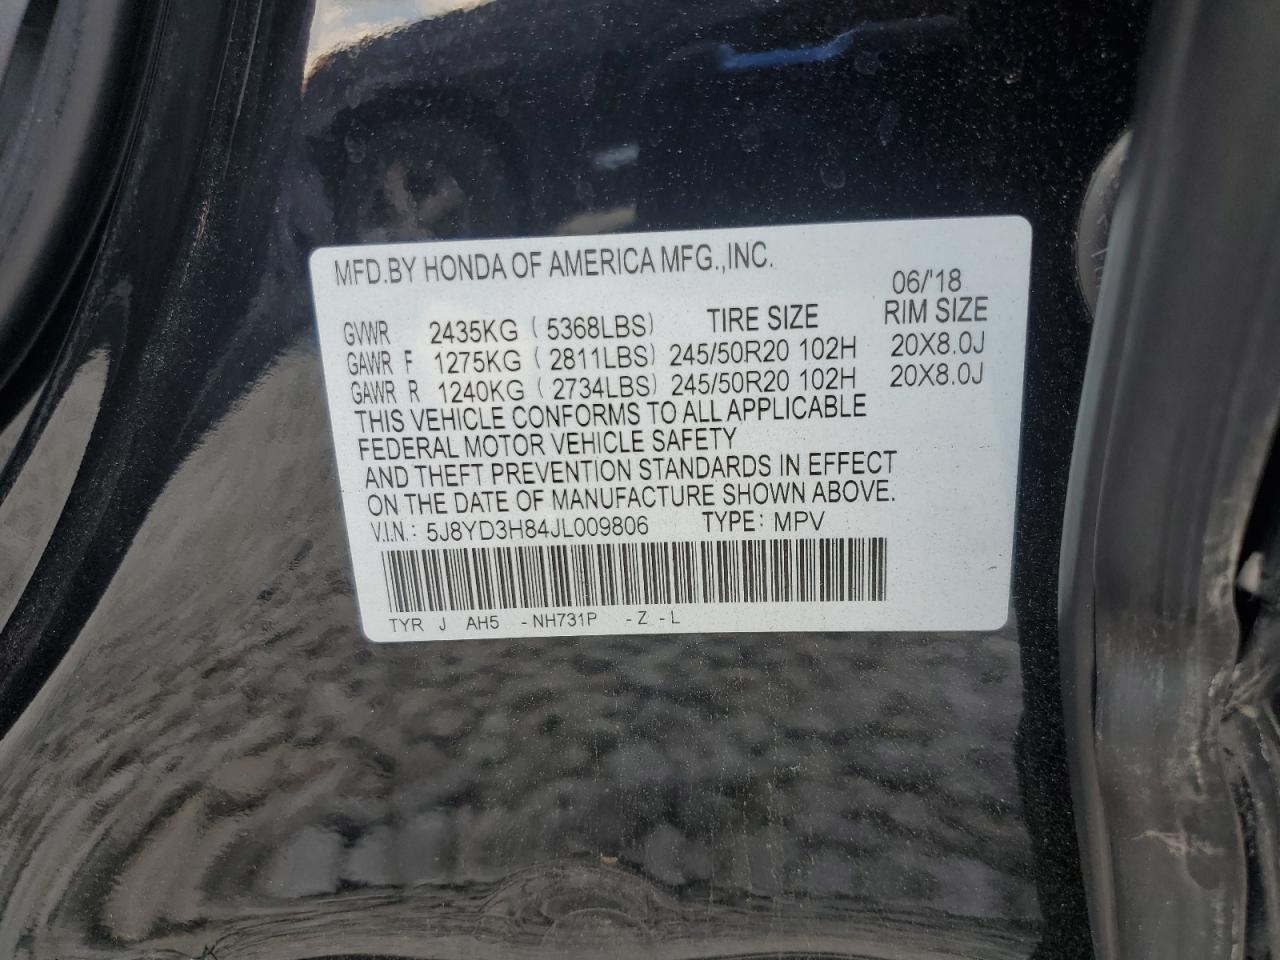 MFD.BY HONDA OF AMERICA MFG.,INC.
06/'18
GVWR 2435KG ( 5368LBS) TIRE SIZE RIM SIZE
GAWR F 1275KG ( 2811LBS) 245/50R20 102H 20X8.0J
GAWR R 1240KG ( 2734LBS) 245/50R20 102H 20X8.0J
THIS VEHICLE CONFORMS TO ALL APPLICABLE
FEDERAL MOTOR VEHICLE SAFETY
AND THEFT PREVENTION STANDARDS IN EFFECT
ON THE DATE OF MANUFACTURE SHOWN ABOVE.
V.I.N.: 5J8YD3H84JL009806 TYPE: MPV
TYR J AH5 -NH731P -Z -L